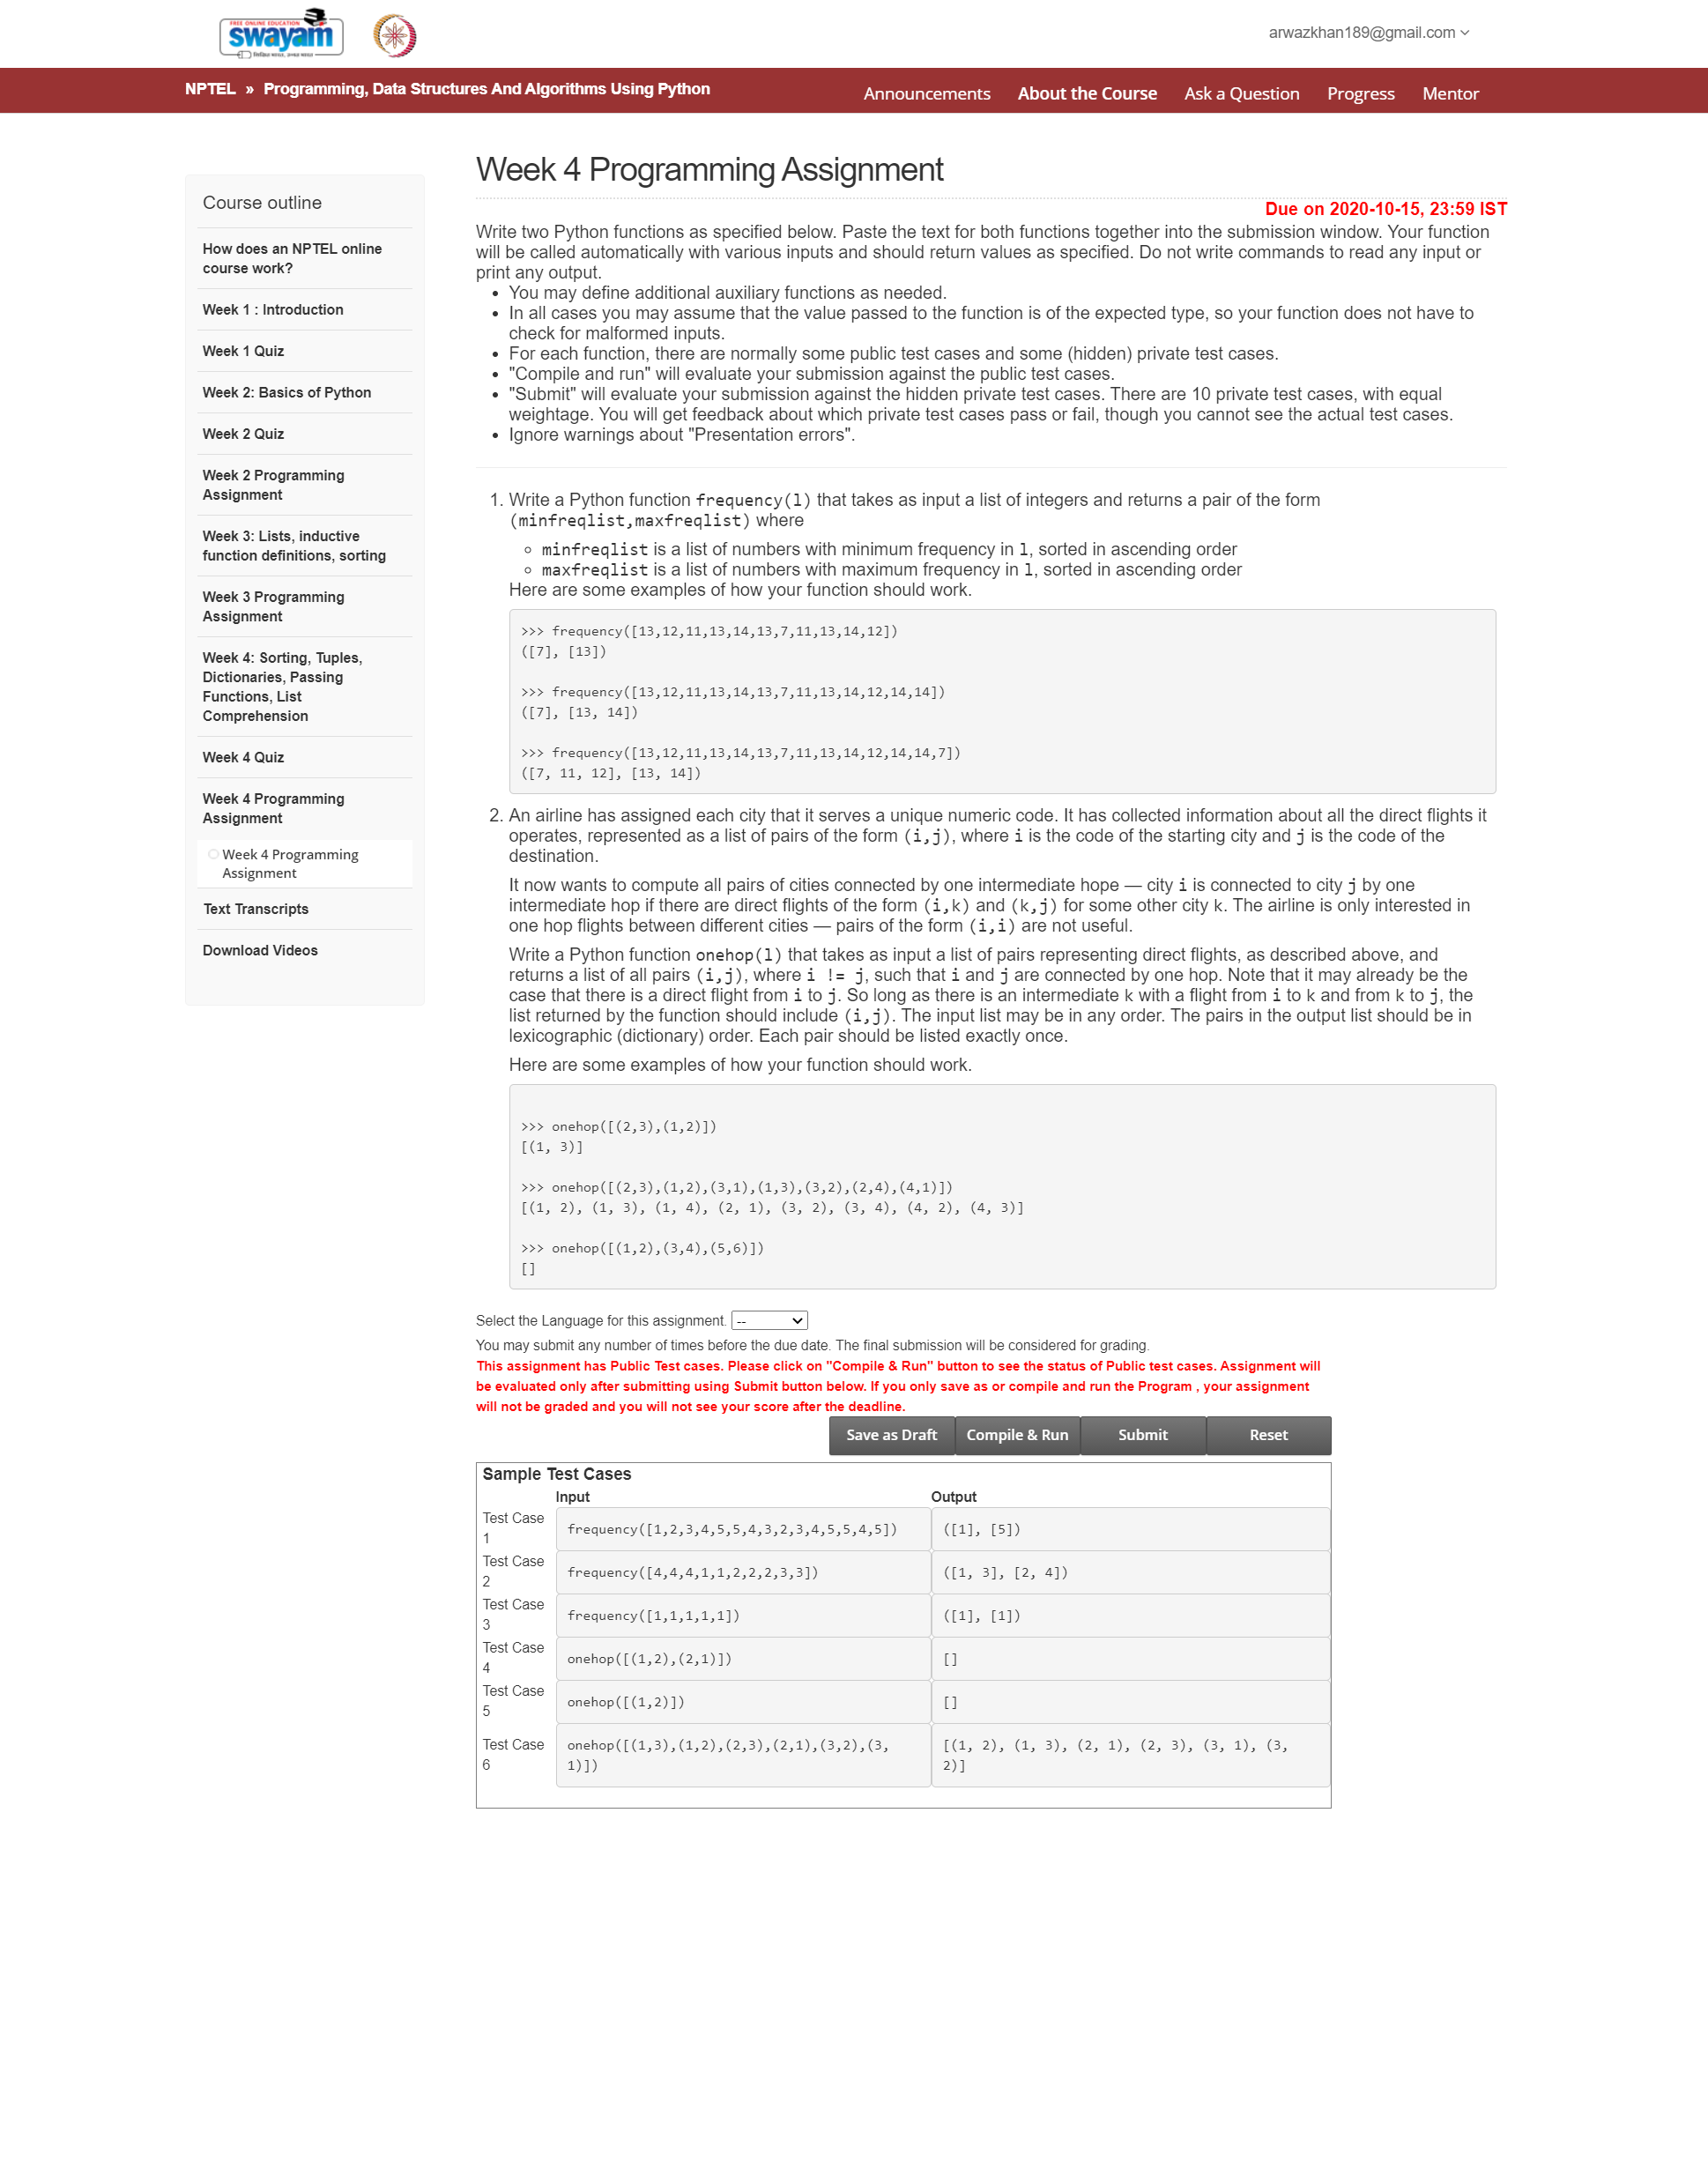 FREE ONLINE EDUCATION
swayam
arwazkhan189@gmail.com
NPTEL » Programming, Data Structures And Algorithms Using Python
Announcements About the Course Ask a Question Progress Mentor
Course outline
How does an NPTEL online
course work?
Week 1 : Introduction
Week 1 Quiz
Week 2: Basics of Python
Week 2 Quiz
Week 2 Programming
Assignment
Week 3: Lists, inductive
function definitions, sorting
Week 3 Programming
Assignment
Week 4: Sorting, Tuples,
Dictionaries, Passing
Functions, List
Comprehension
Week 4 Quiz
Week 4 Programming
Assignment
Week 4 Programming
Assignment
Text Transcripts
Download Videos
Week 4 Programming Assignment
Due on 2020-10-15, 23:59 IST
Write two Python functions as specified below. Paste the text for both functions together into the submission window. Your function
will be called automatically with various inputs and should return values as specified. Do not write commands to read any input or
print any output.
• You may define additional auxiliary functions as needed.
• In all cases you may assume that the value passed to the function is of the expected type, so your function does not have to
check for malformed inputs.
• For each function, there are normally some public test cases and some (hidden) private test cases.
• "Compile and run" will evaluate your submission against the public test cases.
• "Submit" will evaluate your submission against the hidden private test cases. There are 10 private test cases, with equal
weightage. You will get feedback about which private test cases pass or fail, though you cannot see the actual test cases.
• Ignore warnings about "Presentation errors".
1. Write a Python function frequency(l) that takes as input a list of integers and returns a pair of the form
(minfreqlist,maxfreqlist) where
◦ minfreqlist is a list of numbers with minimum frequency in l, sorted in ascending order
◦ maxfreqlist is a list of numbers with maximum frequency in l, sorted in ascending order
Here are some examples of how your function should work.
>>> frequency([13,12,11,13,14,13,7,11,13,14,12])
([7], [13])
>>> frequency([13,12,11,13,14,13,7,11,13,14,12,14,14])
([7], [13, 14])
>>> frequency([13,12,11,13,14,13,7,11,13,14,12,14,14,7])
([7, 11, 12], [13, 14])
2. An airline has assigned each city that it serves a unique numeric code. It has collected information about all the direct flights it
operates, represented as a list of pairs of the form (i,j), where i is the code of the starting city and j is the code of the
destination.
It now wants to compute all pairs of cities connected by one intermediate hope — city i is connected to city j by one
intermediate hop if there are direct flights of the form (i,k) and (k,j) for some other city k. The airline is only interested in
one hop flights between different cities — pairs of the form (i,i) are not useful.
Write a Python function onehop(l) that takes as input a list of pairs representing direct flights, as described above, and
returns a list of all pairs (i,j), where i != j, such that i and j are connected by one hop. Note that it may already be the
case that there is a direct flight from i to j. So long as there is an intermediate k with a flight from i to k and from k to j, the
list returned by the function should include (i,j). The input list may be in any order. The pairs in the output list should be in
lexicographic (dictionary) order. Each pair should be listed exactly once.
Here are some examples of how your function should work.
>>> onehop([(2,3),(1,2)])
[(1, 3)]
>>> onehop([(2,3),(1,2),(3,1),(1,3),(3,2),(2,4),(4,1)])
[(1, 2), (1, 3), (1, 4), (2, 1), (3, 2), (3, 4), (4, 2), (4, 3)]
>>> onehop([(1,2),(3,4),(5,6)])
[]
Select the Language for this assignment. --
You may submit any number of times before the due date. The final submission will be considered for grading.
This assignment has Public Test cases. Please click on "Compile & Run" button to see the status of Public test cases. Assignment will
be evaluated only after submitting using Submit button below. If you only save as or compile and run the Program , your assignment
will not be graded and you will not see your score after the deadline.
Save as Draft Compile & Run Submit Reset
Sample Test Cases
Input Output
Test Case
1
frequency([1,2,3,4,5,5,4,3,2,3,4,5,5,4,5]) ([1], [5])
Test Case
2
frequency([4,4,4,1,1,2,2,2,3,3]) ([1, 3], [2, 4])
Test Case
3
frequency([1,1,1,1,1]) ([1], [1])
Test Case
4
onehop([(1,2),(2,1)]) []
Test Case
5
onehop([(1,2)]) []
Test Case
6
onehop([(1,3),(1,2),(2,3),(2,1),(3,2),(3,
1)])
[(1, 2), (1, 3), (2, 1), (2, 3), (3, 1), (3,
2)]